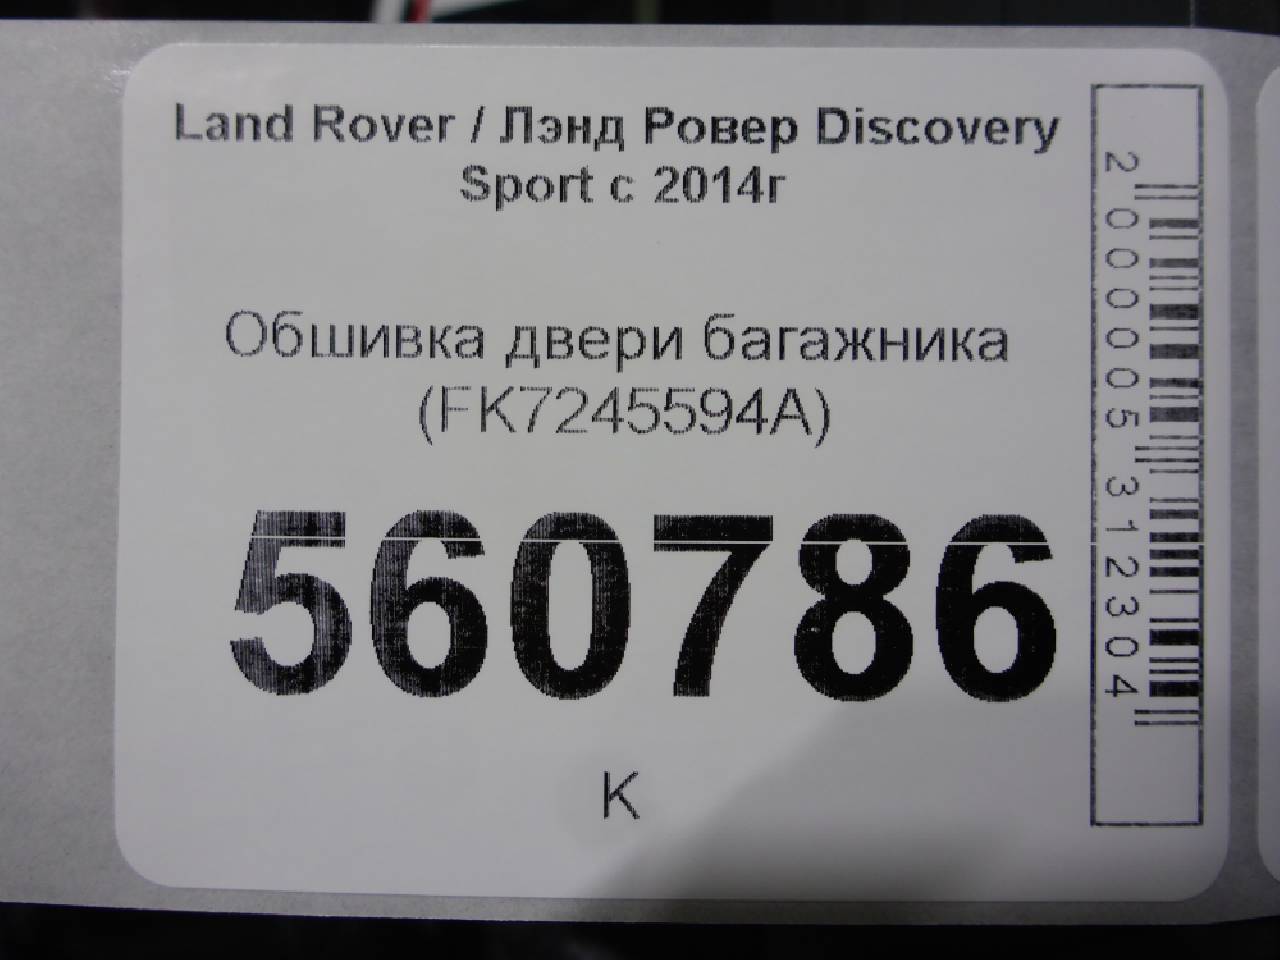 Land Rover / Лэнд Ровер Discovery
Sport с 2014г
Обшивка двери багажника
(FK7245594A)
560786
К
2000005312304